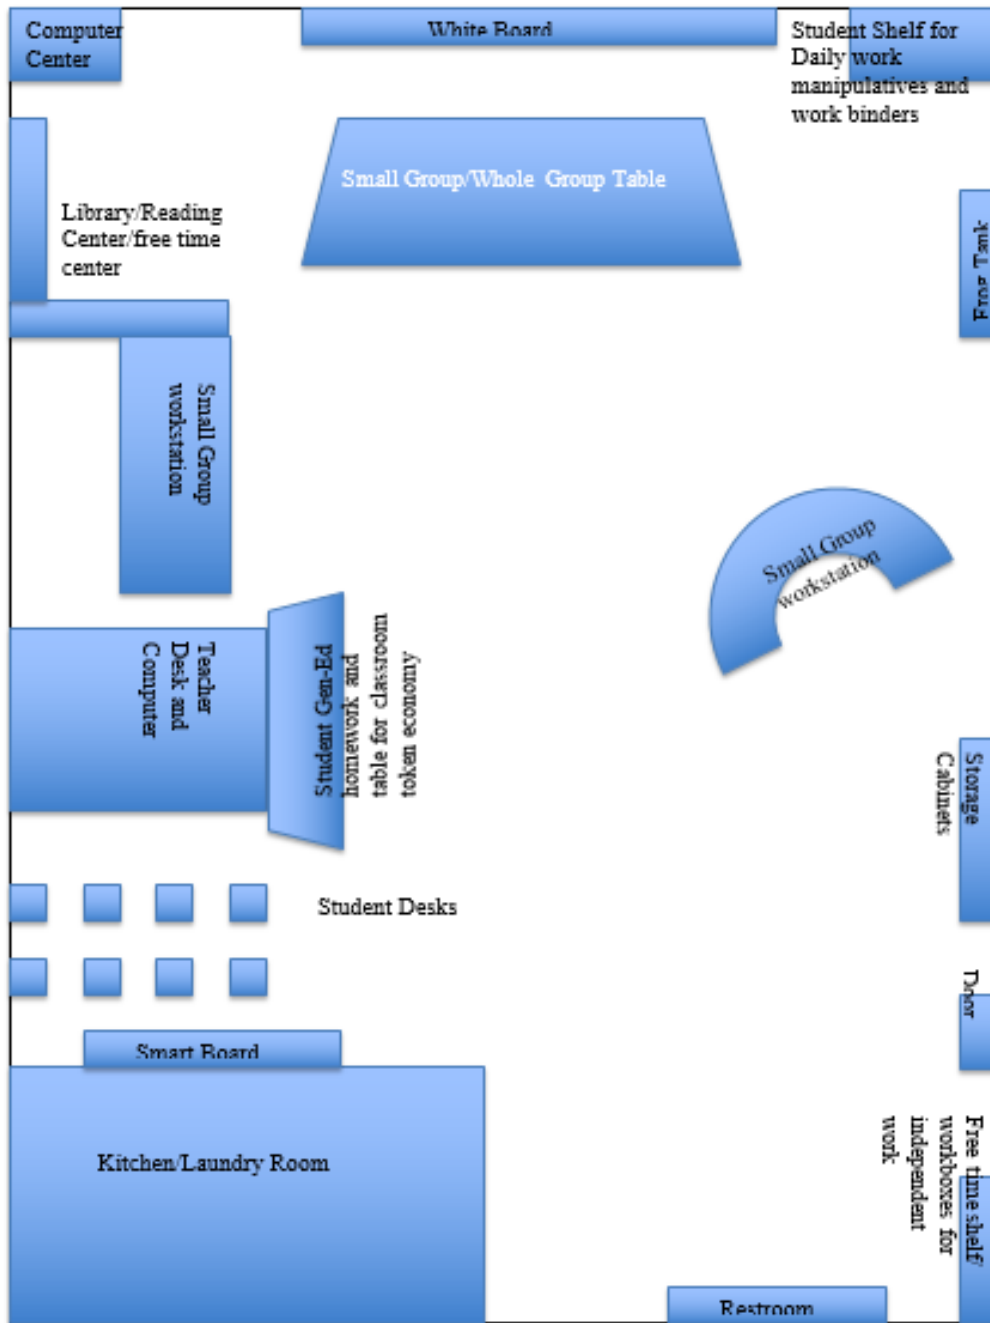 Computer
Center
White Board
Student Shelf for
Daily work
manipulatives and
work binders
Small Group/Whole Group Table
Library/Reading
Center/free time
center
Frog Tank
Small Group
workstation
Small Group
workstation
Teacher
Desk and
Computer
Student Gen-Ed
homework and
table for classroom
token economy
Storage
Cabinets
Student Desks
Door
Smart Board
Kitchen/Laundry Room
Free time shelf/
workboxes for
independent
work
Restroom